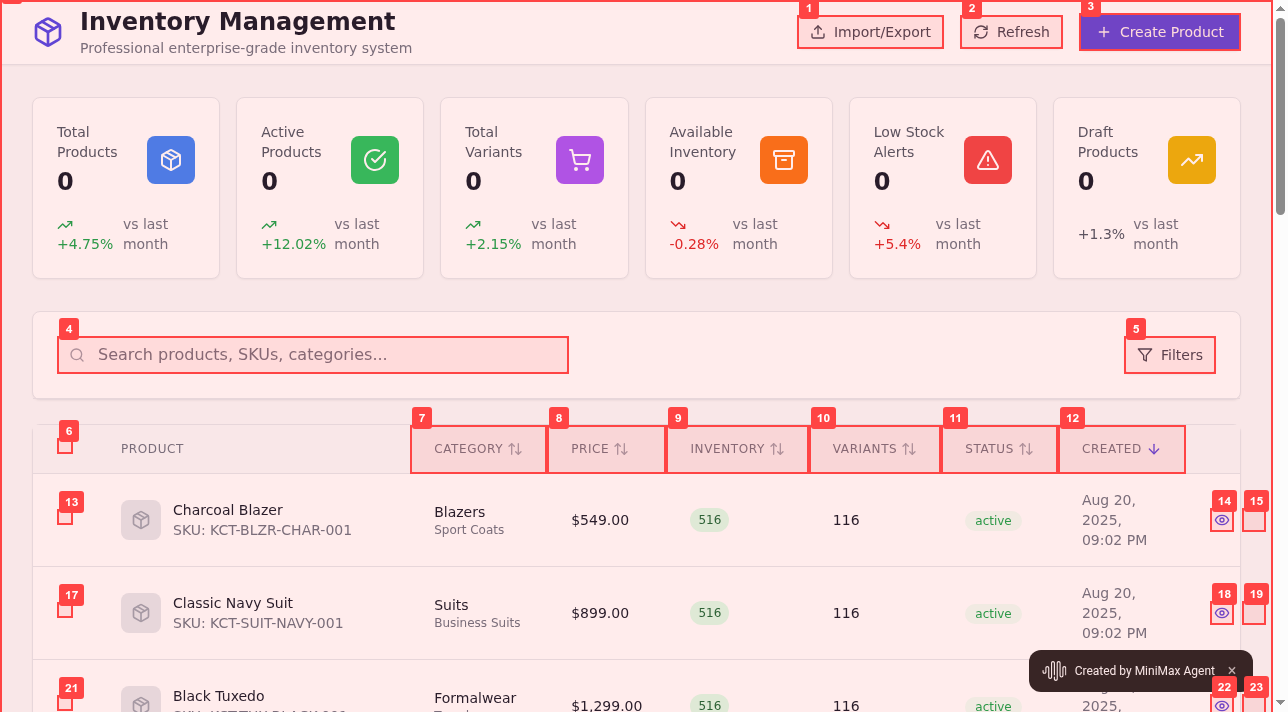 Inventory Management
Professional enterprise-grade inventory system
1
Import/Export
2
Refresh
3
Create Product
Total Products
0
+4.75%
vs last month
Active Products
0
+12.02%
vs last month
Total Variants
0
+2.15%
vs last month
Available Inventory
0
-0.28%
vs last month
Low Stock Alerts
0
+5.4%
vs last month
Draft Products
0
+1.3%
vs last month
4
Search products, SKUs, categories...
5
Filters
6
PRODUCT
7
CATEGORY
8
PRICE
9
INVENTORY
10
VARIANTS
11
STATUS
12
CREATED
13
Charcoal Blazer
SKU: KCT-BLZR-CHAR-001
Blazers
Sport Coats
$549.00
516
116
active
Aug 20, 2025, 09:02 PM
14
15
17
Classic Navy Suit
SKU: KCT-SUIT-NAVY-001
Suits
Business Suits
$899.00
516
116
active
Aug 20, 2025, 09:02 PM
18
19
21
Black Tuxedo
Formalwear
$1,299.00
516
116
active
2025,
22
23
Created by MiniMax Agent ×